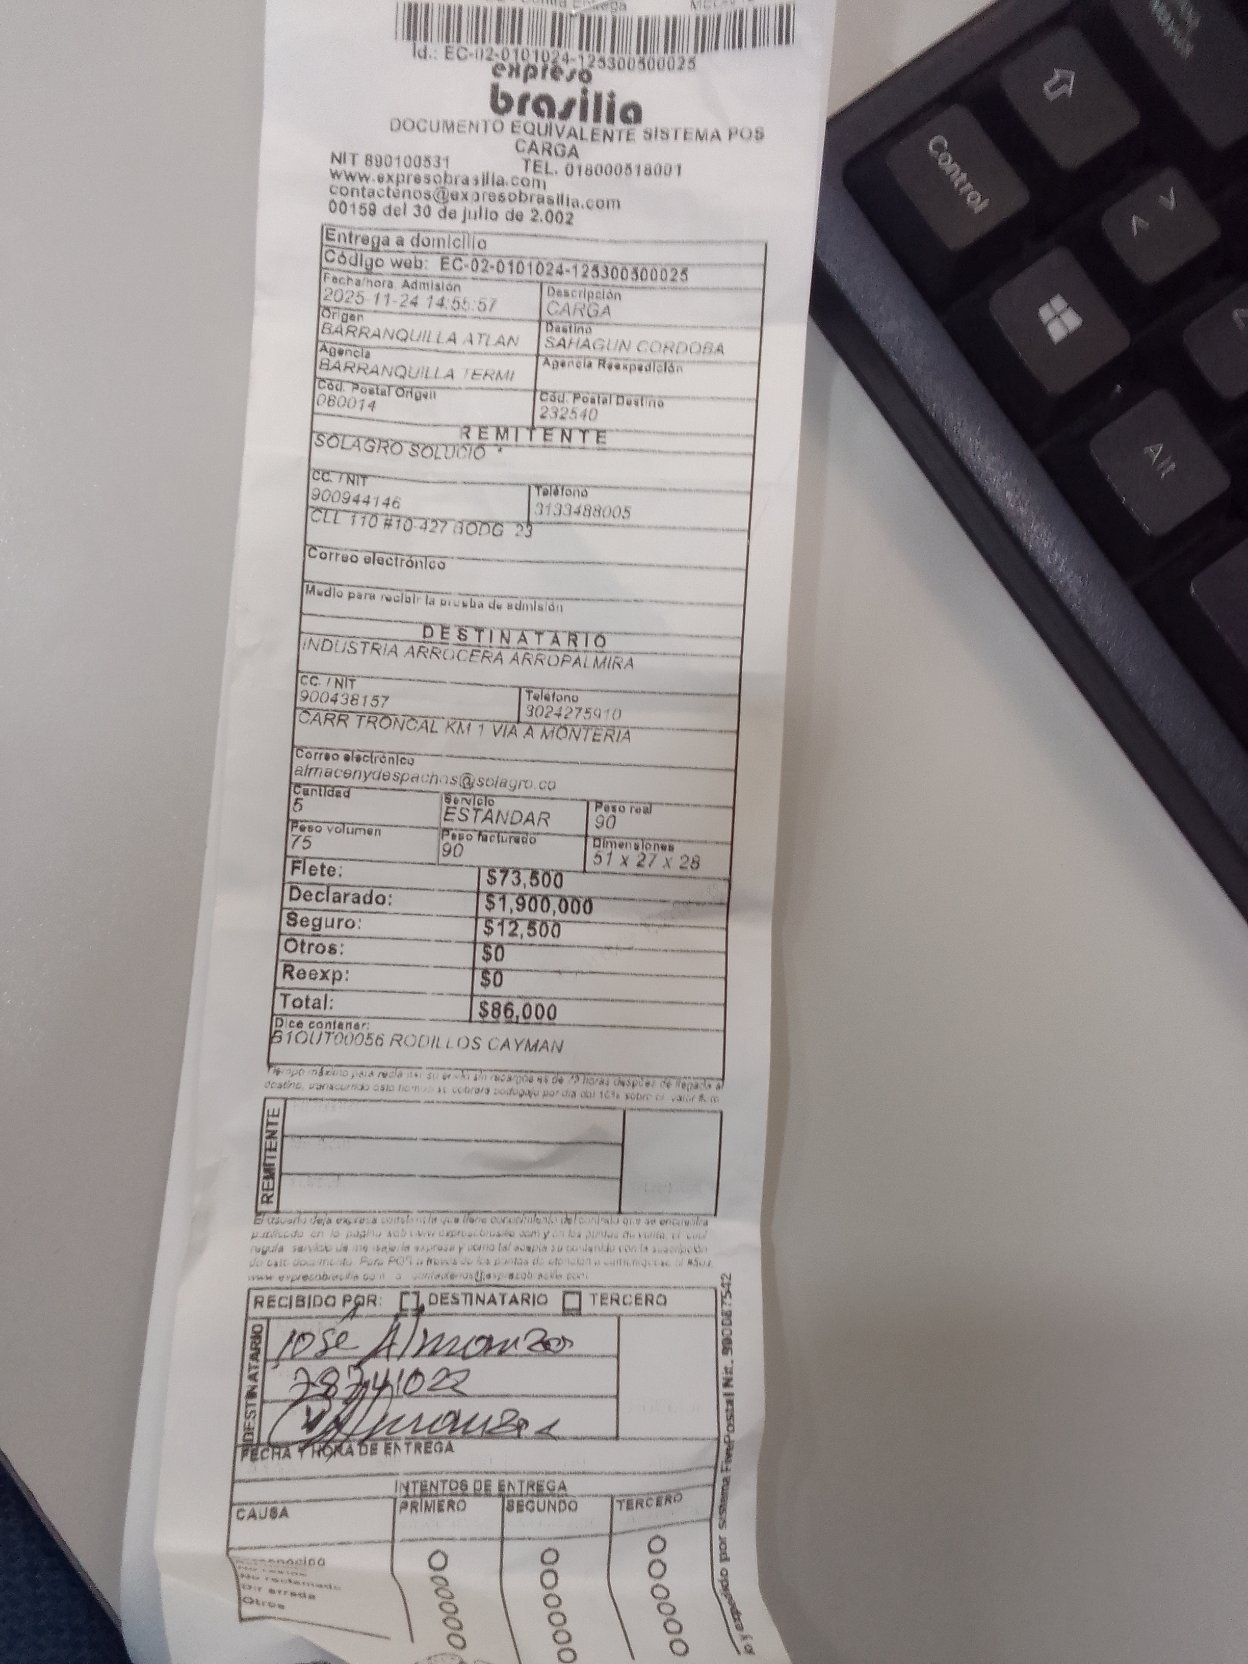 Id.: EC-02-0101024-125300500025
expreso
brasilia
DOCUMENTO EQUIVALENTE SISTEMA POS
CARGA
NIT 890100531 TEL. 018000518001
www.expresobrasilia.com
contactenos@expresobrasilia.com
00159 del 30 de julio de 2.002
Entrega a domicilio
Código web: EC-02-0101024-125300500025
Fecha/hora. Admisión Descripción
2025-11-24 14:55:57 CARGA
Origen Destino
BARRANQUILLA ATLAN SAHAGUN CORDOBA
Agencia Agencia Reexpedición
BARRANQUILLA TERMI
Cód. Postal Origen Cód. Postal Destino
080014 232540
REMITENTE
SOLAGRO SOLUCIO *
CC. / NIT Teléfono
900944146 3133488005
CLL 110 #10-427 BODG 23
Correo electrónico
Medio para recibir la prueba de admisión
DESTINATARIO
INDUSTRIA ARROCERA ARROPALMIRA
CC. / NIT Teléfono
900438157 3024275910
CARR TRONCAL KM 1 VIA A MONTERIA
Correo electrónico
almacenydespachos@solagro.co
Cantidad Servicio Peso real
5 ESTANDAR 90
Peso volumen Peso facturado Dimensiones
75 90 51 x 27 x 28
Flete: $73,500
Declarado: $1,900,000
Seguro: $12,500
Otros: $0
Reexp: $0
Total: $86,000
Dice contener:
61OUT00056 RODILLOS CAYMAN
REMITENTE
RECIBIDO POR: DESTINATARIO TERCERO
DESTINATARIO
José Almanza
78741022
FECHA Y HORA DE ENTREGA
INTENTOS DE ENTREGA
CAUSA PRIMERO SEGUNDO TERCERO
No reclamado
Dir errada
Otros
Control
Alt